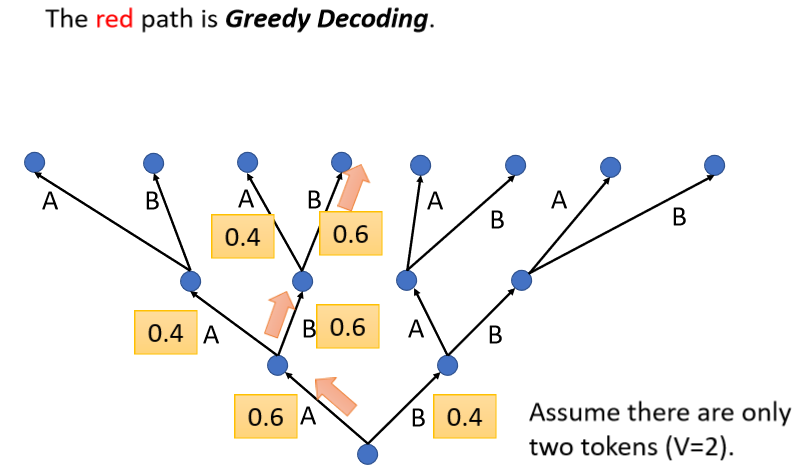 The red path is Greedy Decoding.
A B A B A B A B
0.4 0.6
0.4 A B 0.6 A B
0.6 A B 0.4
Assume there are only
two tokens (V=2).